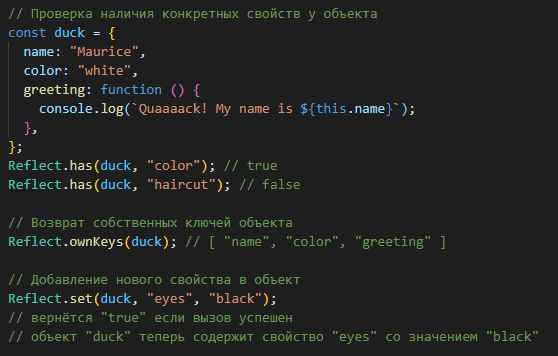 // Проверка наличия конкретных свойств у объекта
const duck = {
  name: "Maurice",
  color: "white",
  greeting: function () {
    console.log(`Quaaaack! My name is ${this.name}`);
  },
};
Reflect.has(duck, "color"); // true
Reflect.has(duck, "haircut"); // false

// Возврат собственных ключей объекта
Reflect.ownKeys(duck); // [ "name", "color", "greeting" ]

// Добавление нового свойства в объект
Reflect.set(duck, "eyes", "black");
// вернётся "true" если вызов успешен
// объект "duck" теперь содержит свойство "eyes" со значением "black"